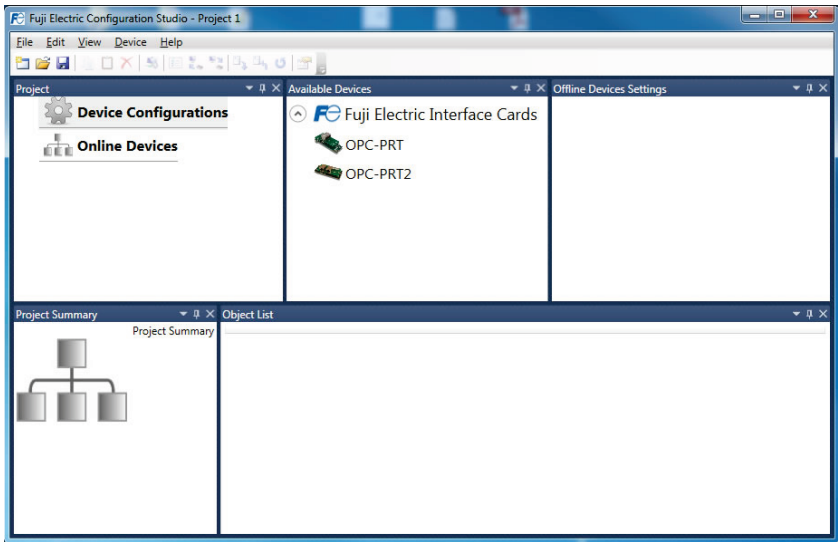 Fuji Electric Configuration Studio - Project 1
File Edit View Device Help
Project
Device Configurations
Online Devices
Available Devices
Fuji Electric Interface Cards
OPC-PRT
OPC-PRT2
Offline Devices Settings
Project Summary
Project Summary
Object List